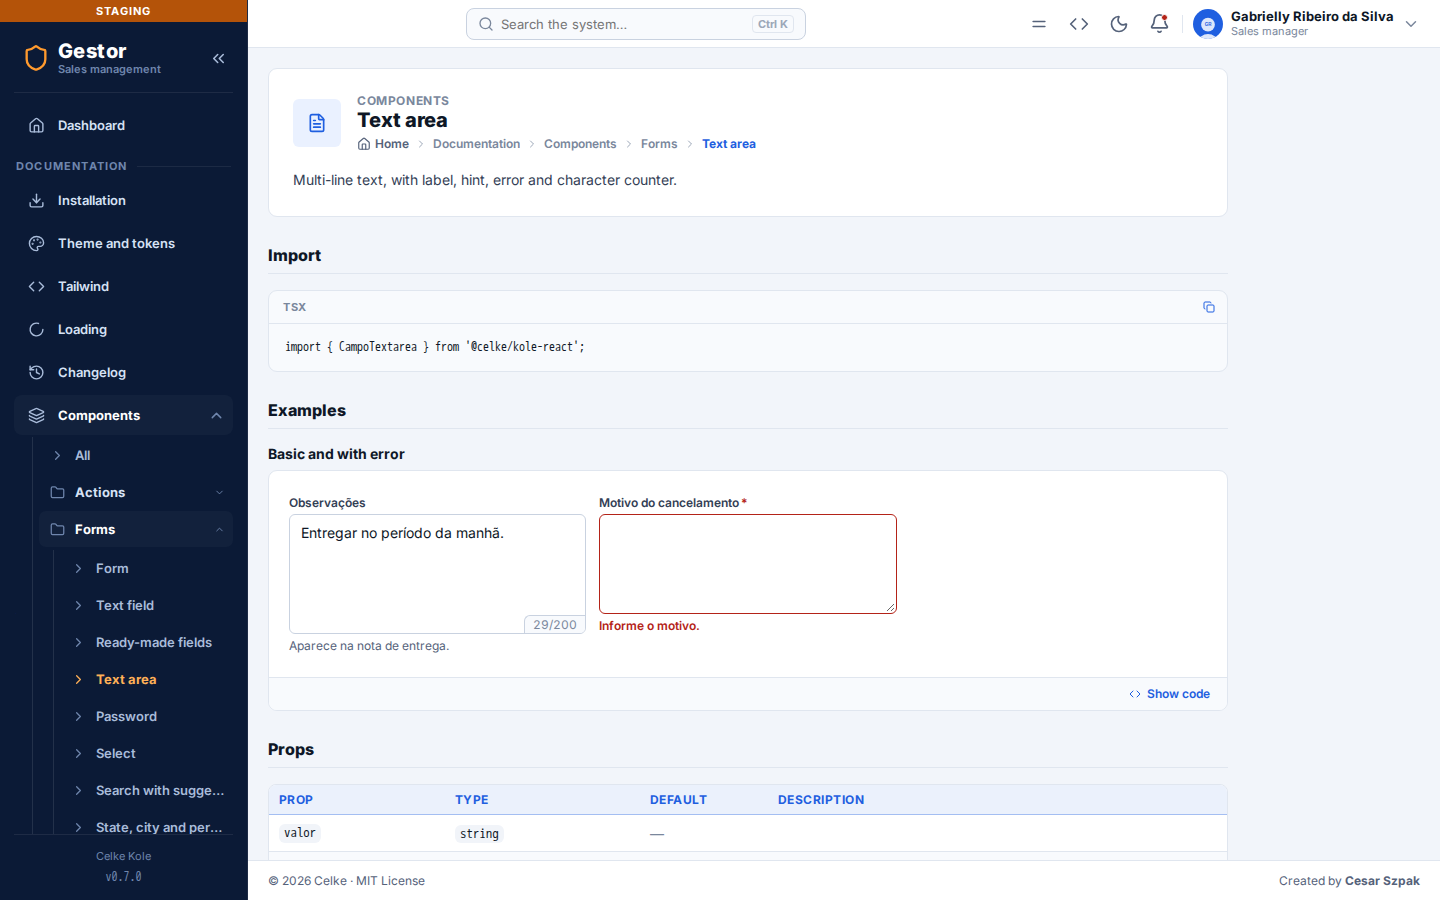 STAGING
Gestor
Sales management
Search the system...
Ctrl K
GR
Gabrielly Ribeiro da Silva
Sales manager
Dashboard
DOCUMENTATION
Installation
Theme and tokens
Tailwind
Loading
Changelog
Components
All
Actions
Forms
Form
Text field
Ready-made fields
Text area
Password
Select
Search with sugge...
State, city and per...
Celke Kole
v0.7.0
COMPONENTS
Text area
Home
Documentation
Components
Forms
Text area
Multi-line text, with label, hint, error and character counter.
Import
TSX
import { CampoTextarea } from '@celke/kole-react';
Examples
Basic and with error
Observações
Motivo do cancelamento *
Entregar no período da manhã.
29/200
Informe o motivo.
Aparece na nota de entrega.
Show code
Props
PROP TYPE DEFAULT DESCRIPTION
valor string —
© 2026 Celke · MIT License
Created by Cesar Szpak